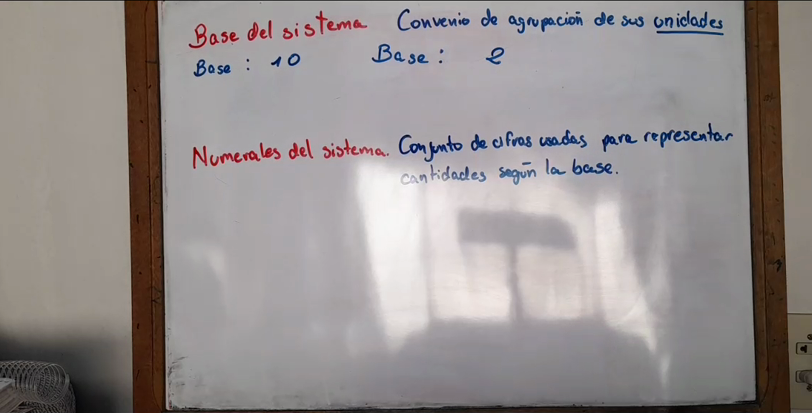 Base del sistema Convenio de agrupación de sus unidades
Base : 10 Base : 2
Numerales del sistema. Conjunto de cifras usadas para representar
cantidades según la base.